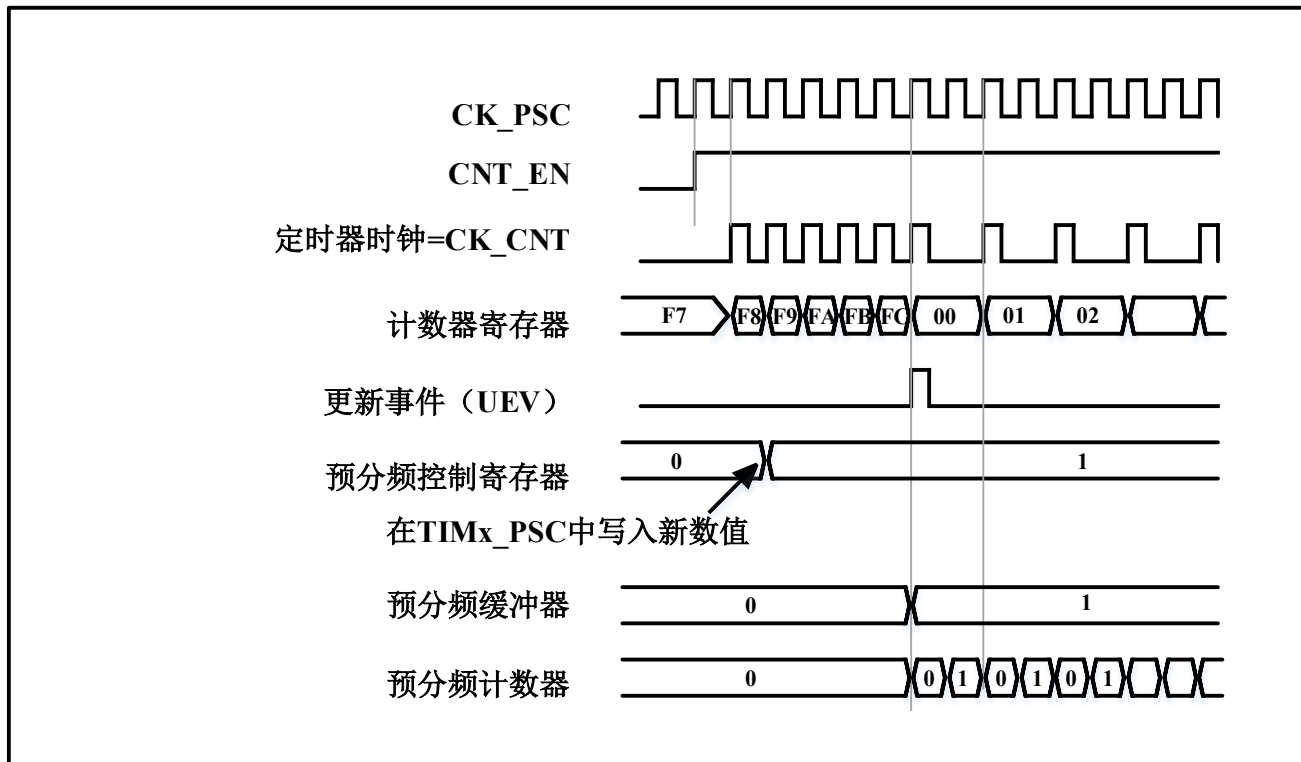 CK_PSC
CNT_EN
定时器时钟=CK_CNT
计数器寄存器 F7 F8 F9 FA FB FC 00 01 02
更新事件（UEV）
预分频控制寄存器 0 1
在TIMx_PSC中写入新数值
预分频缓冲器 0 1
预分频计数器 0 0 1 0 1 0 1